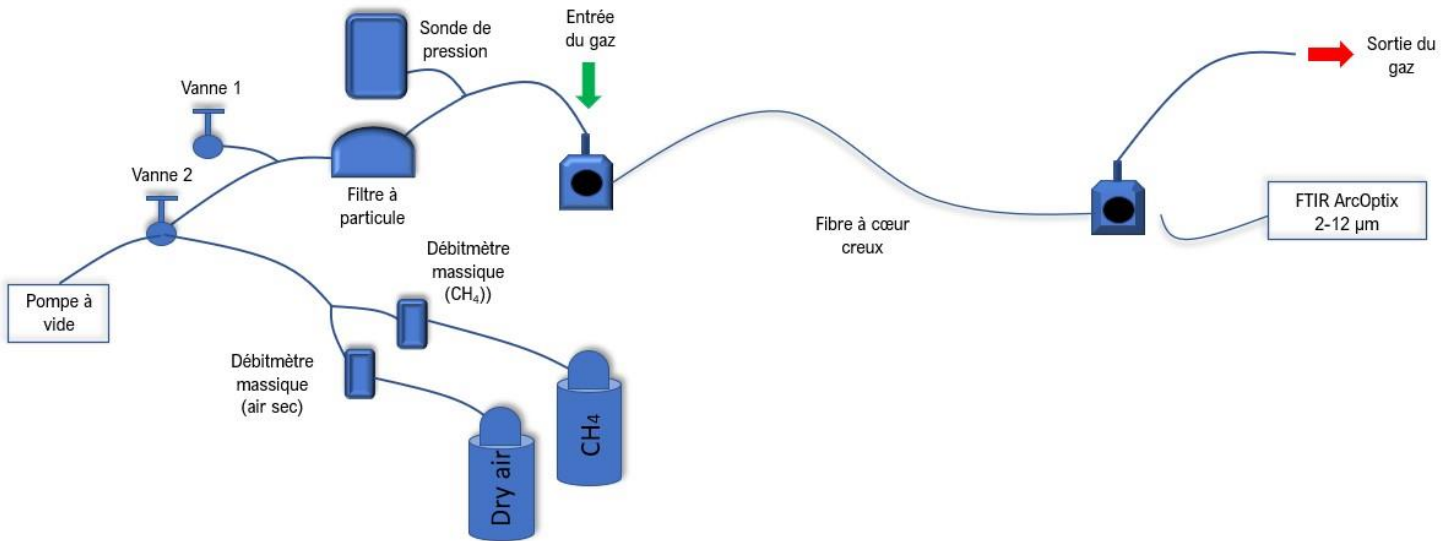 Sonde de
pression
Entrée
du gaz
Sortie du
gaz
Vanne 1
Vanne 2
Filtre à
particule
FTIR ArcOptix
2-12 µm
Fibre à cœur
creux
Débitmètre
massique
(CH₄))
Pompe à
vide
Débitmètre
massique
(air sec)
CH4
Dry air